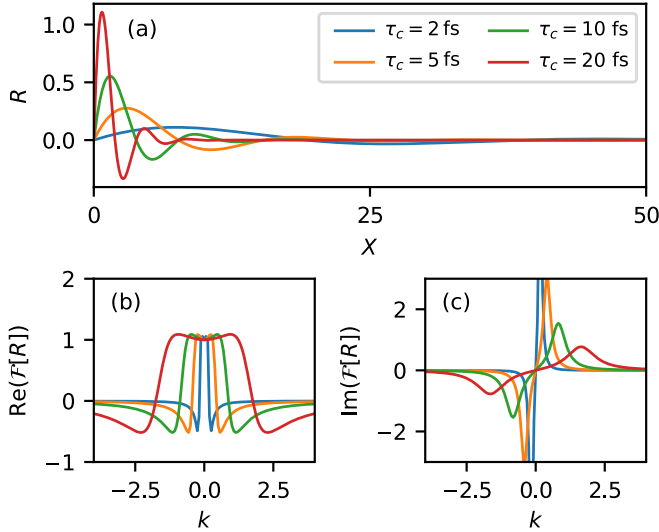 (a)
τc = 2 fs
τc = 10 fs
τc = 5 fs
τc = 20 fs
R
1.0
0.5
0.0
0
25
50
X
(b)
Re(ℱ[R])
2
1
0
−1
−2.5
0.0
2.5
k
(c)
Im(ℱ[R])
2
0
−2
−2.5
0.0
2.5
k